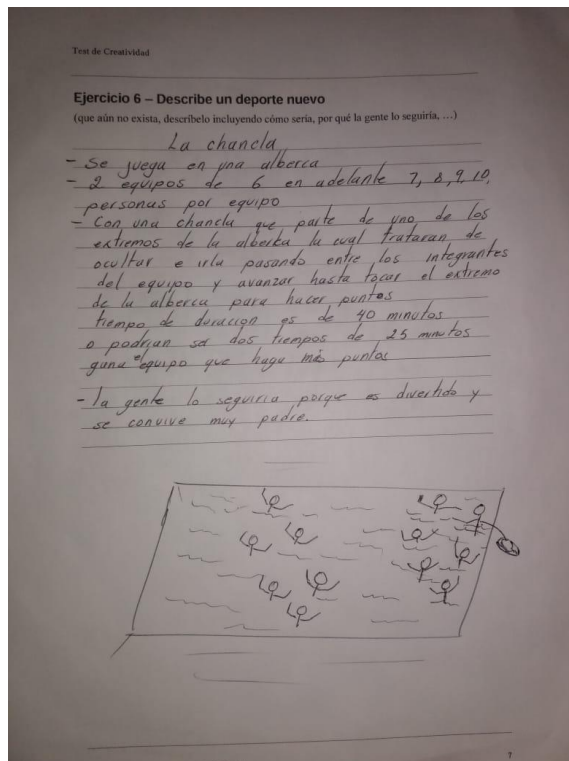 Test de Creatividad
Ejercicio 6 – Describe un deporte nuevo
(que aún no exista, descríbelo incluyendo cómo sería, por qué la gente lo seguiría, …)
La chancla
- Se juega en una alberca
- 2 equipos de 6 en adelante 7, 8, 9, 10,
personas por equipo
- Con una chancla que parte de uno de los
extremos de la alberka la cual trataran de
ocultar e irla pasando entre los integrantes
del equipo y avanzar hasta tocar el extremo
de la alberca para hacer puntos
tiempo de duración es de 40 minutos
o podrian ser dos tiempos de 25 minutos
gana el equipo que haga más puntos
- la gente lo seguiria porque es divertido y
se convive muy padre.
7